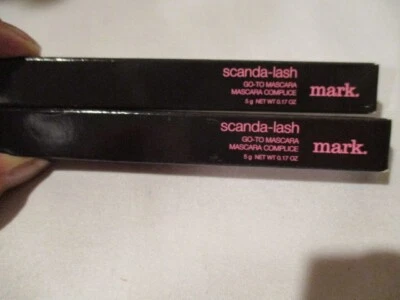 scanda-lash
GO-TO MASCARA
MASCARA COMPLICE
5 g NET WT 0.17 OZ
mark.
scanda-lash
GO-TO MASCARA
MASCARA COMPLICE
5 g NET WT 0.17 OZ
mark.